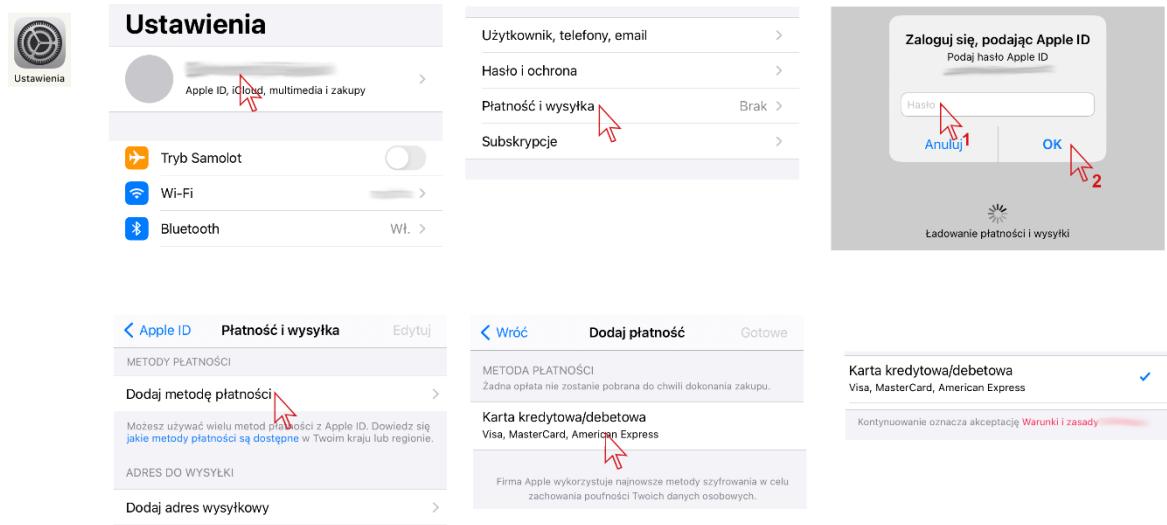 Ustawienia
Ustawienia
Apple ID, iCloud, multimedia i zakupy
Tryb Samolot
Wi-Fi
Bluetooth Wł.
Użytkownik, telefony, email
Hasło i ochrona
Płatność i wysyłka Brak
Subskrypcje
Zaloguj się, podając Apple ID
Podaj hasło Apple ID
Hasło
1
Anuluj OK
2
Ładowanie płatności i wysyłki
Apple ID Płatność i wysyłka Edytuj
METODY PŁATNOŚCI
Dodaj metodę płatności
Możesz używać wielu metod płatności z Apple ID. Dowiedz się
jakie metody płatności są dostępne w Twoim kraju lub regionie.
ADRES DO WYSYŁKI
Dodaj adres wysyłkowy
Wróć Dodaj płatność Gotowe
METODA PŁATNOŚCI
Żadna opłata nie zostanie pobrana do chwili dokonania zakupu.
Karta kredytowa/debetowa
Visa, MasterCard, American Express
Firma Apple wykorzystuje najnowsze metody szyfrowania w celu
zachowania poufności Twoich danych osobowych.
Karta kredytowa/debetowa
Visa, MasterCard, American Express
Kontynuowanie oznacza akceptację Warunki i zasady